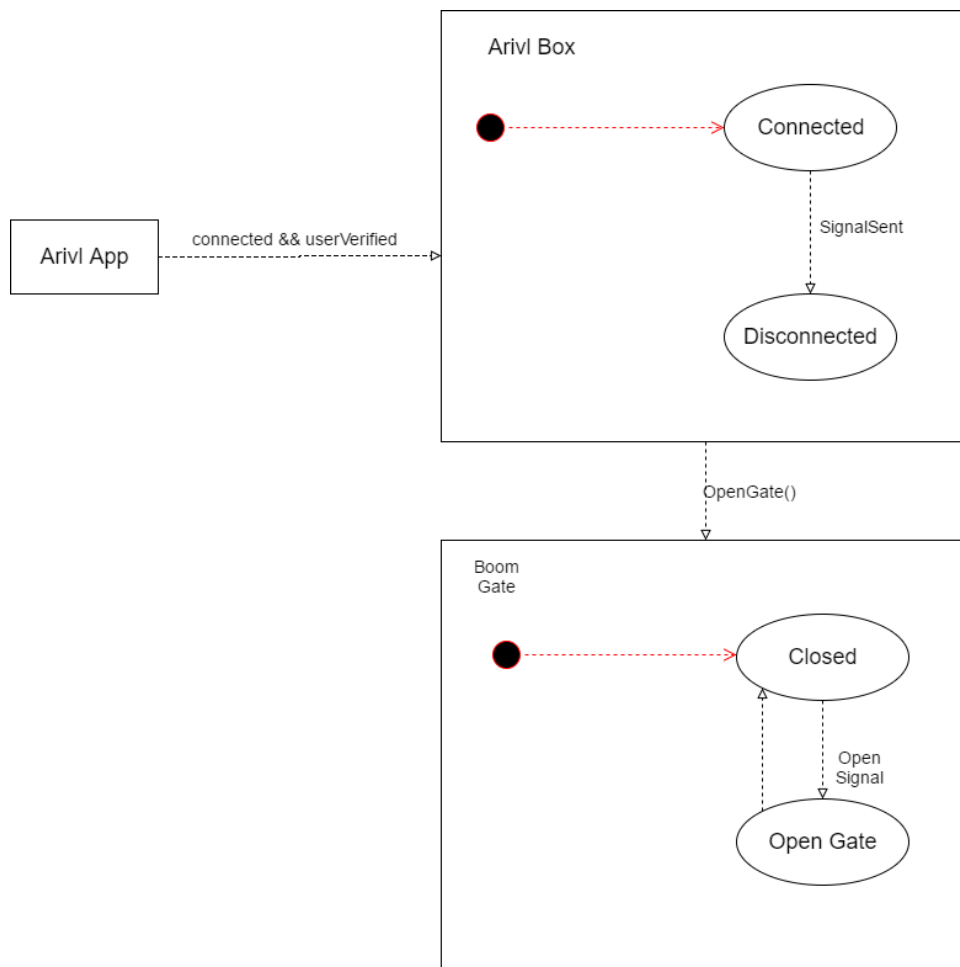 Arivl Box
Connected
connected && userVerified
SignalSent
Arivl App
Disconnected
OpenGate()
Boom
Gate
Closed
Open
Signal
Open Gate